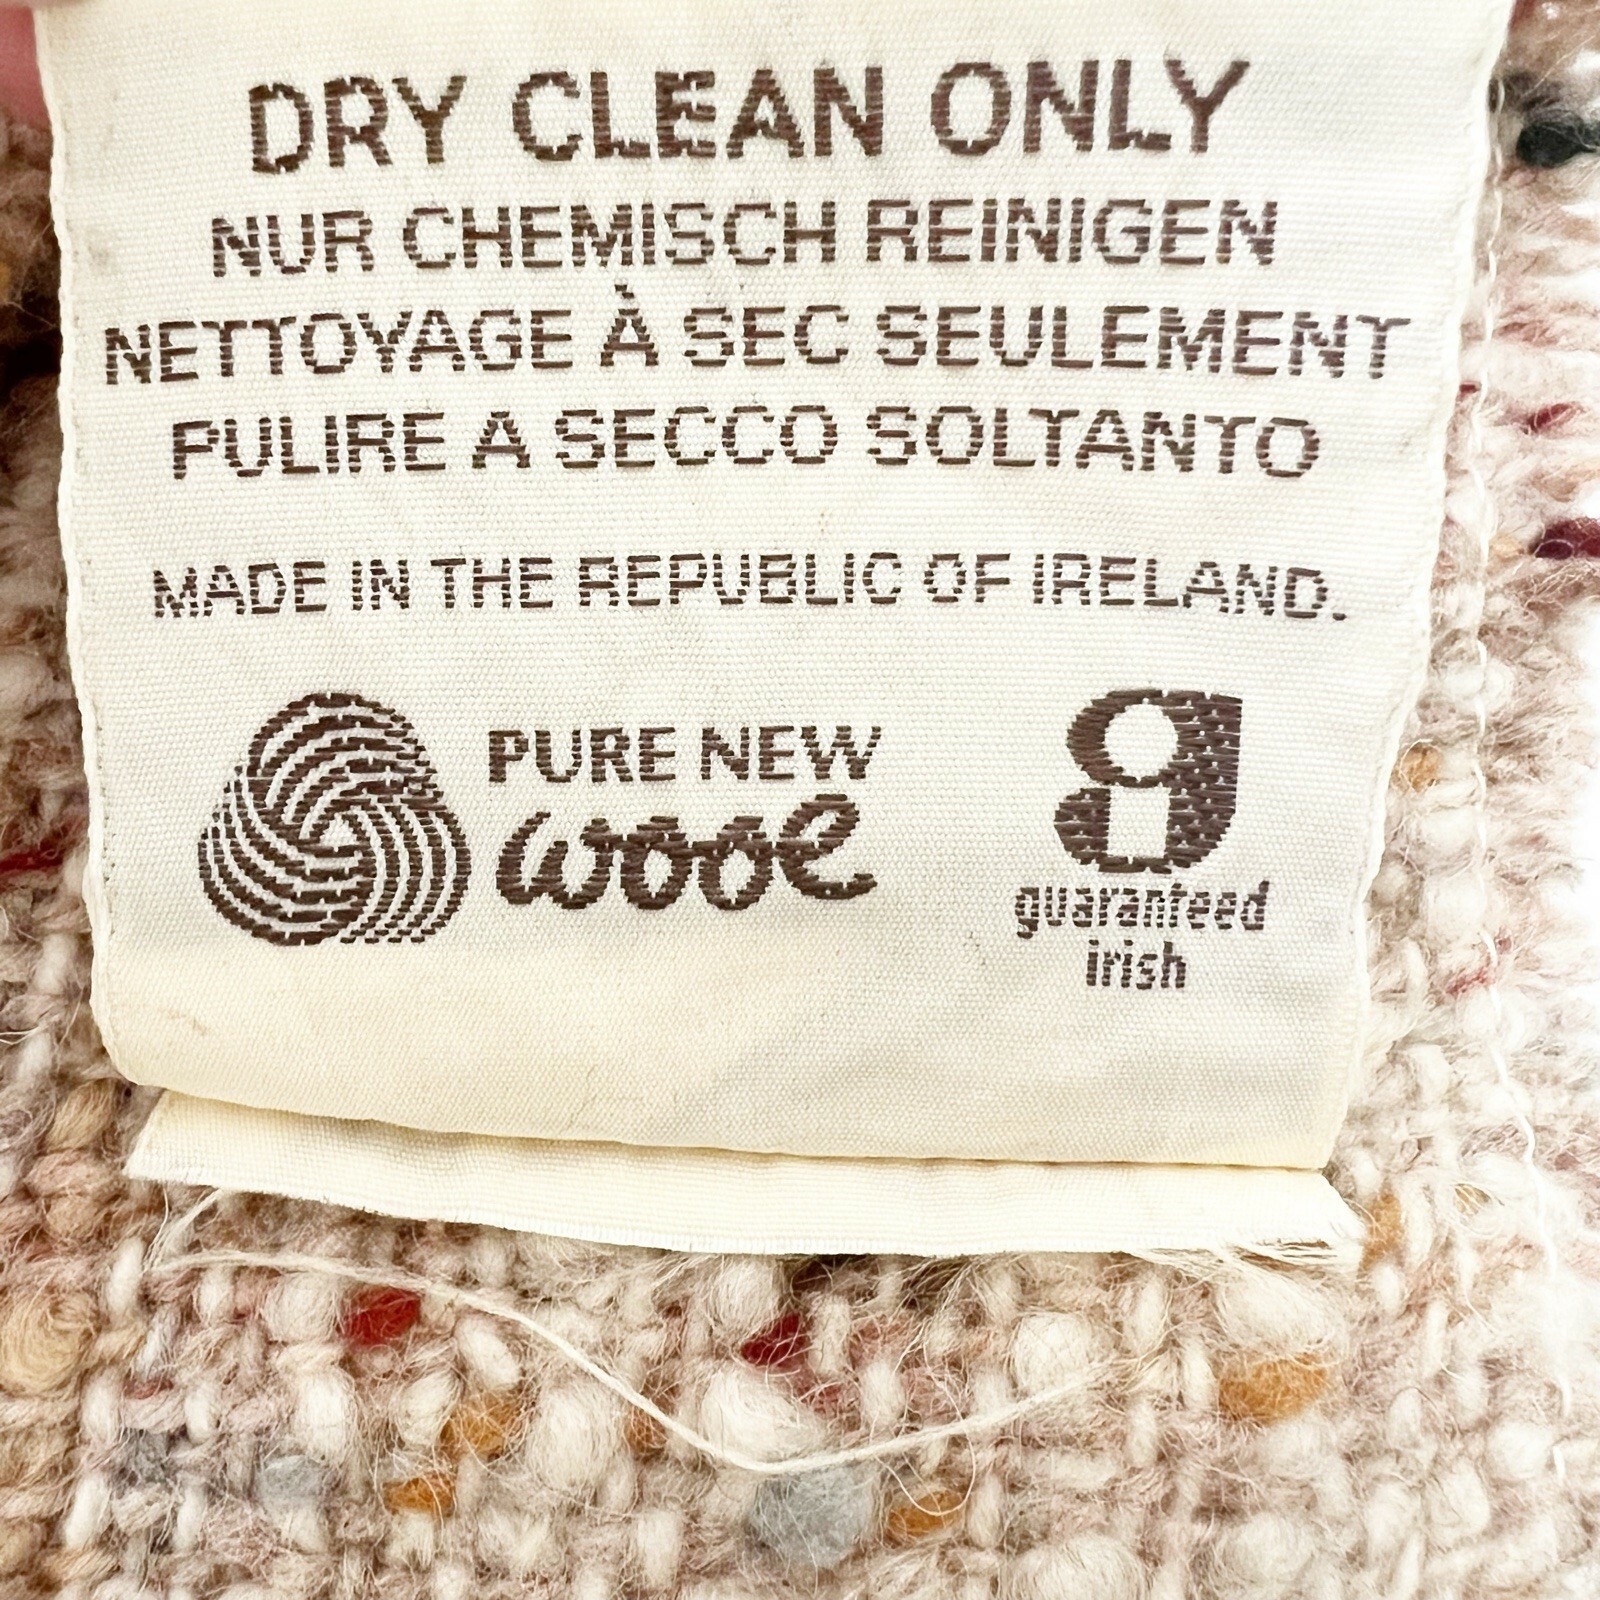 DRY CLEAN ONLY
NUR CHEMISCH REINIGEN
NETTOYAGE À SEC SEULEMENT
PULIRE A SECCO SOLTANTO
MADE IN THE REPUBLIC OF IRELAND.
PURE NEW
wool
guaranteed
irish